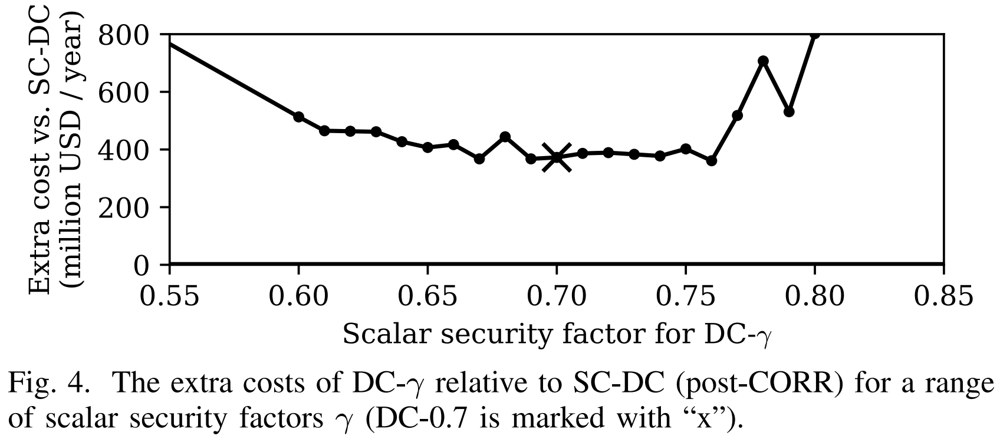 Extra cost vs. SC-DC
(million USD / year)
800
600
400
200
0
0.55 0.60 0.65 0.70 0.75 0.80 0.85
Scalar security factor for DC-γ
Fig. 4. The extra costs of DC-γ relative to SC-DC (post-CORR) for a range
of scalar security factors γ (DC-0.7 is marked with “x”).